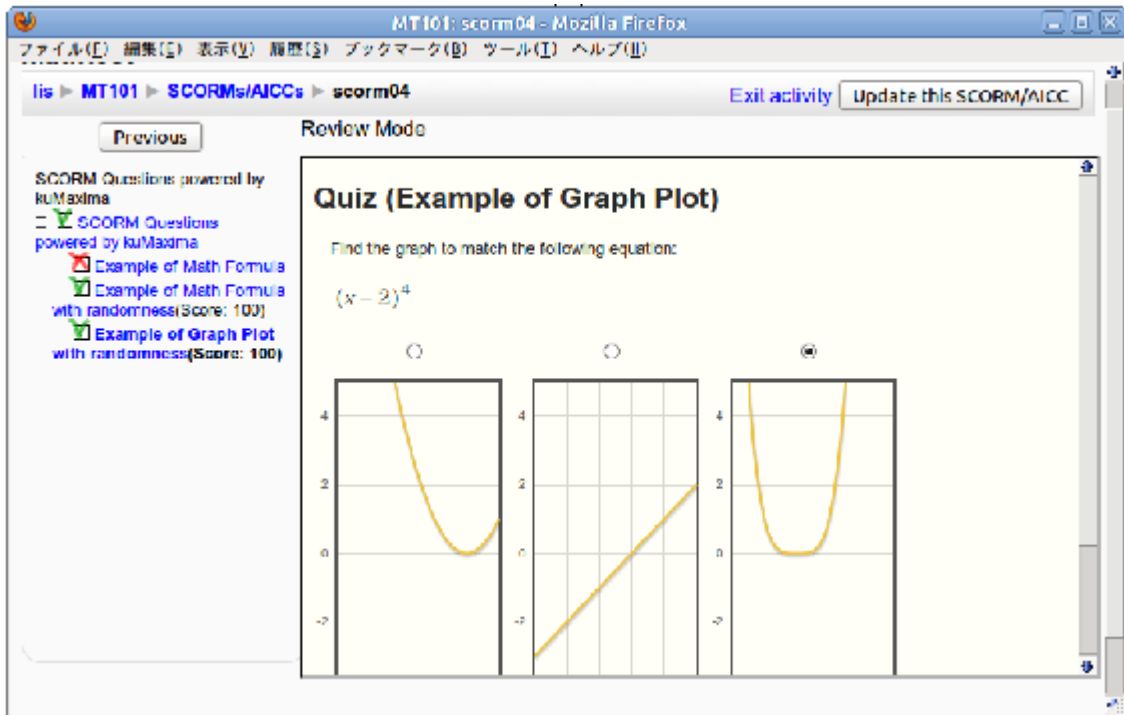 MT101: scorm04 - Mozilla Firefox
ファイル(F) 編集(E) 表示(V) 履歴(S) ブックマーク(B) ツール(T) ヘルプ(H)
lis ► MT101 ► SCORMs/AICCs ► scorm04
Exit activity
Update this SCORM/AICC
Previous
Review Mode
SCORM Questions powered by
kuMaxima
SCORM Questions
powered by kuMaxima
Example of Math Formula
Example of Math Formula
with randomness(Score: 100)
Example of Graph Plot
with randomness(Score: 100)
Quiz (Example of Graph Plot)
Find the graph to match the following equation:
(x − 2)⁴
4
2
0
-2
4
2
0
-2
4
2
0
-2